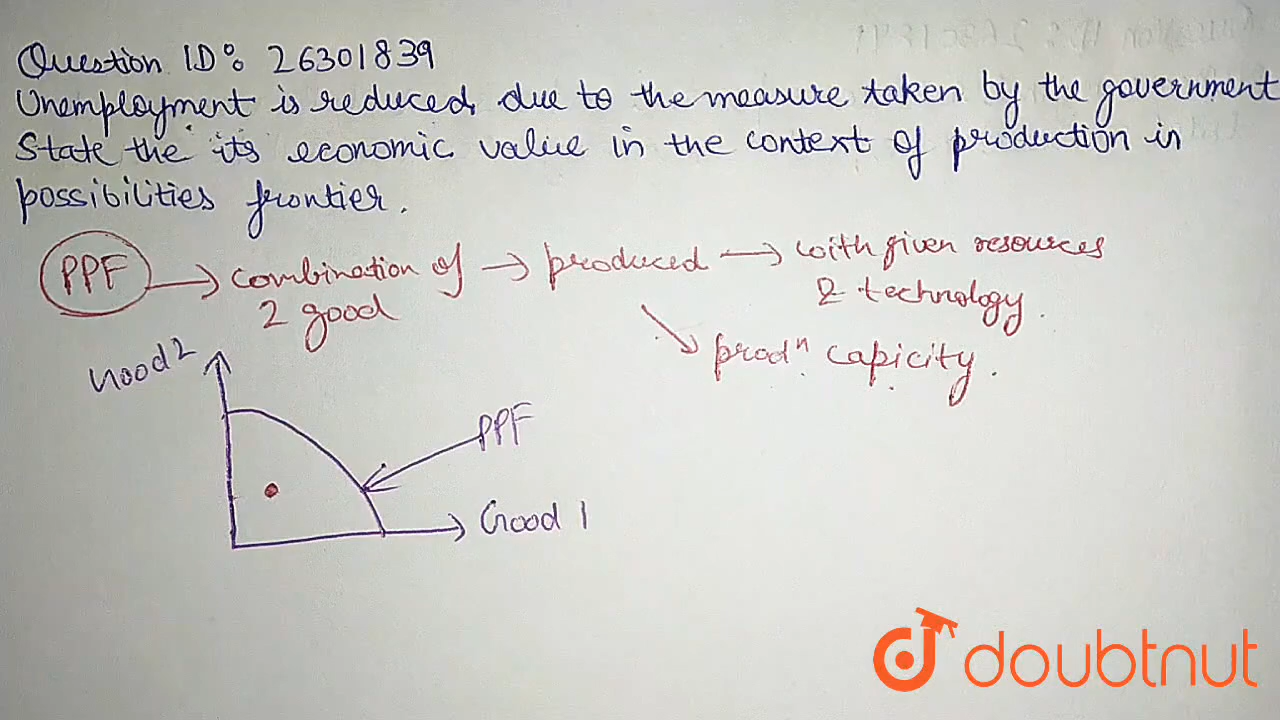 Question ID: 26301839
Unemployment is reduced, due to the measure taken by the government
State the its economic value in the context of production in
possibilities frontier.
PPF → combination of → produced → with given resources
2 good
& technology.
↘ prodⁿ capicity.
Good 2
PPF
Good 1
doubtnut